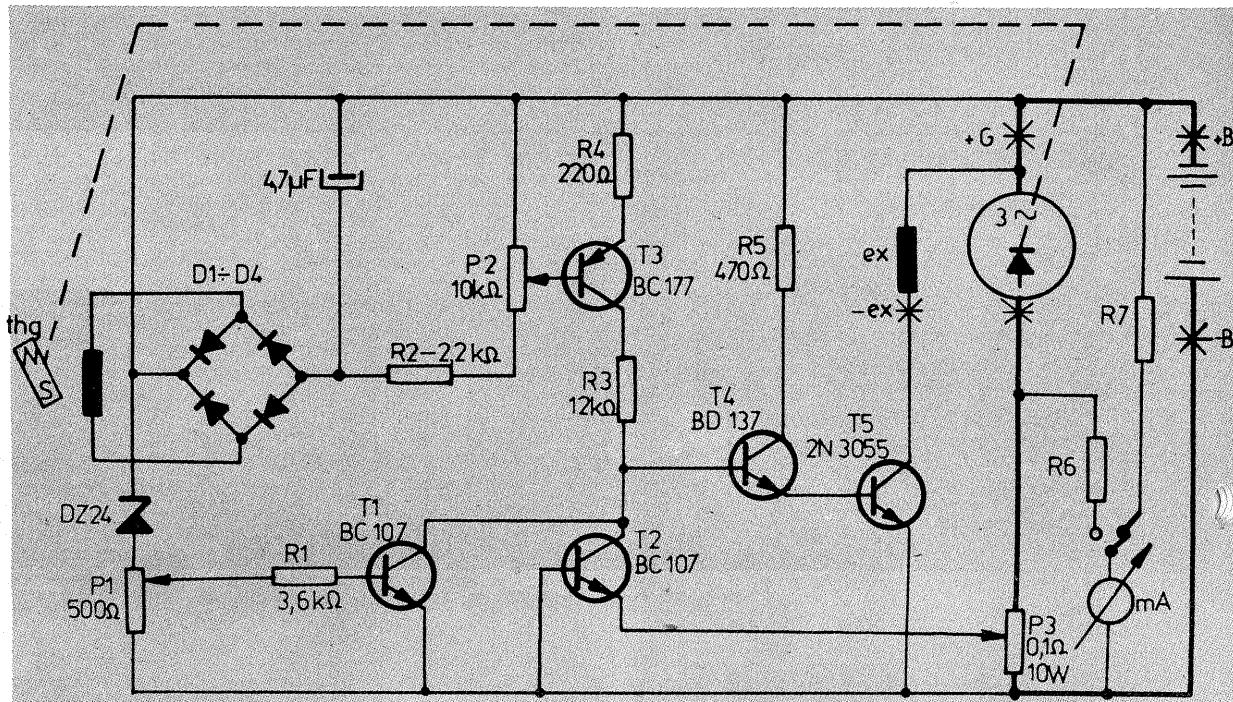 +G
+B
4,7µF
R4
220Ω
3~
D1÷D4
P2
10kΩ
T3
BC 177
R5
470Ω
ex
-ex
thg
S
R2-2,2 kΩ
R3
12kΩ
R7
-B
T4
BD 137
T5
2N 3055
R6
DZ24
T1
BC 107
T2
BC 107
R1
3,6kΩ
P1
500Ω
mA
P3
0,1Ω
10W